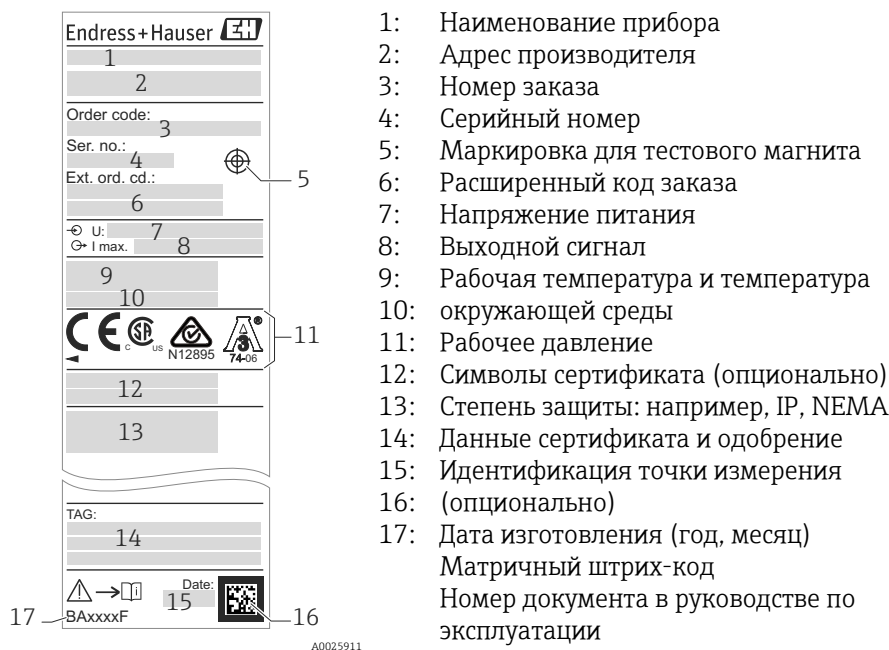 Endress+Hauser EH
1
2
Order code:
3
Ser. no.:
4
5
Ext. ord. cd.:
6
U:
7
I max.
8
9
10
CE
C SA US
N12895
A 3 ®
74-06
11
12
13
TAG:
14
Date:
15
16
17
BAxxxxF
A0025911
1: Наименование прибора
2: Адрес производителя
3: Номер заказа
4: Серийный номер
5: Маркировка для тестового магнита
6: Расширенный код заказа
7: Напряжение питания
8: Выходной сигнал
9: Рабочая температура и температура
10: окружающей среды
11: Рабочее давление
12: Символы сертификата (опционально)
13: Степень защиты: например, IP, NEMA
14: Данные сертификата и одобрение
15: Идентификация точки измерения
16: (опционально)
17: Дата изготовления (год, месяц)
Матричный штрих-код
Номер документа в руководстве по
эксплуатации